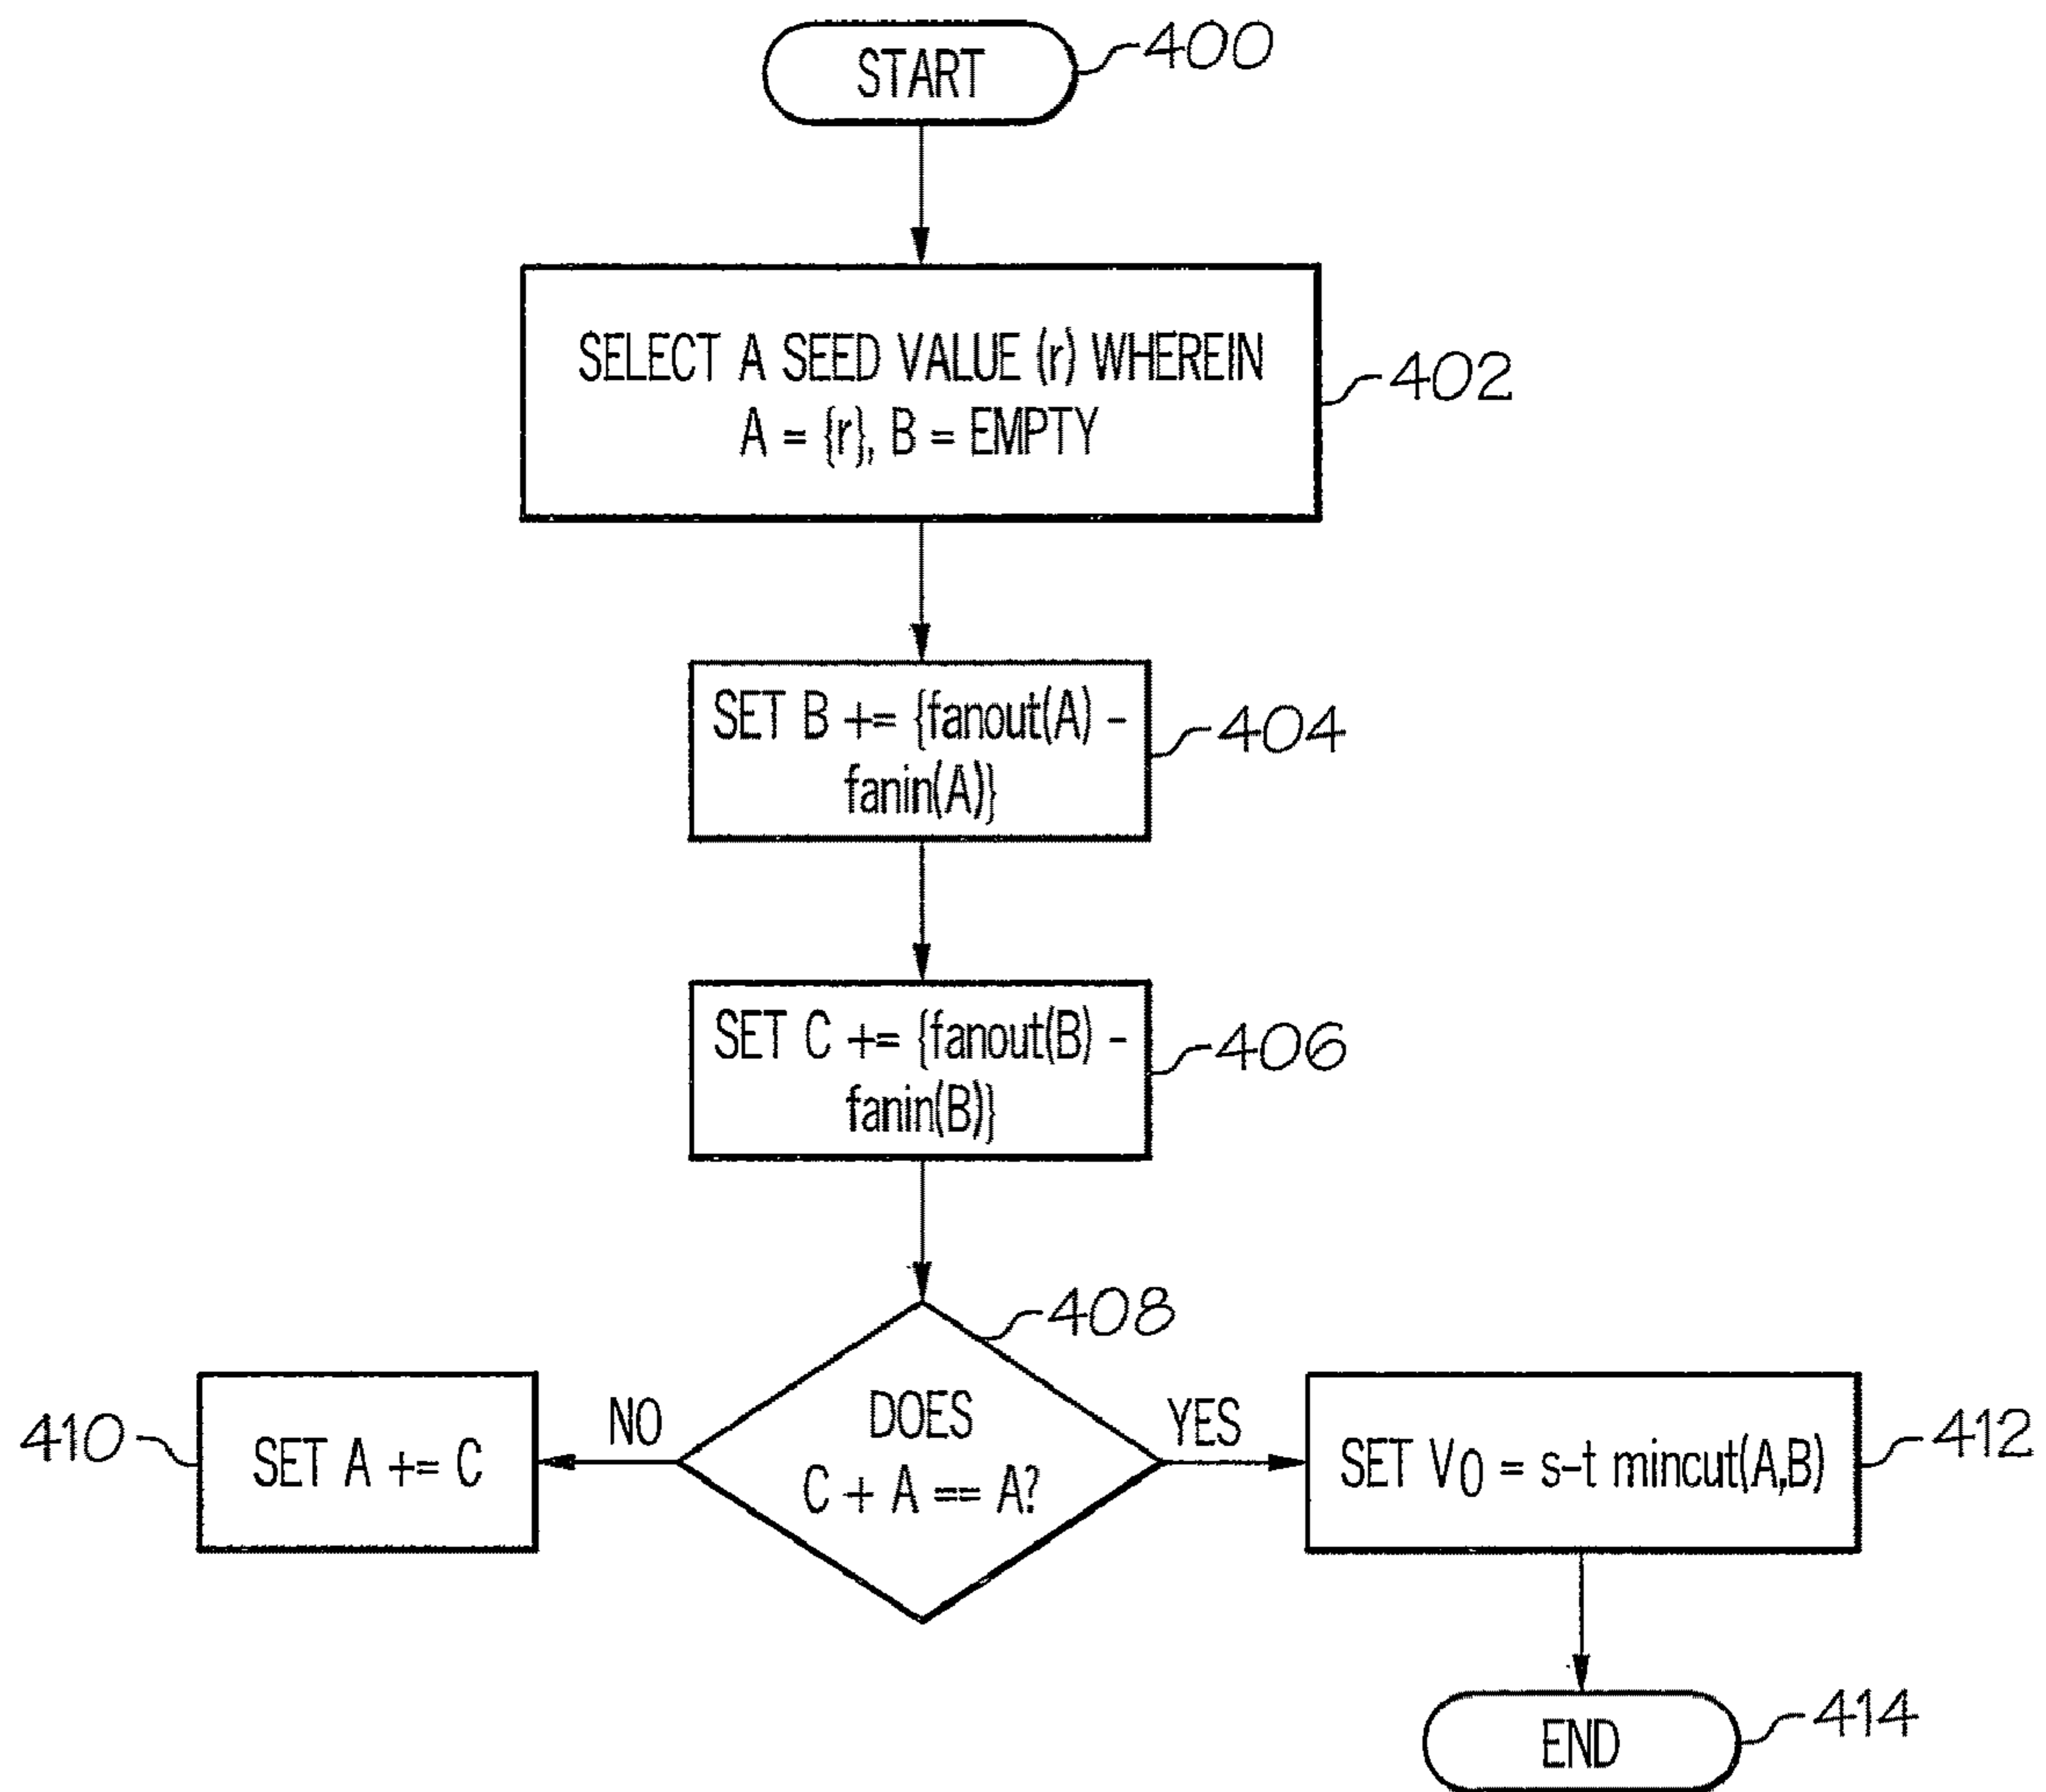 START
400
SELECT A SEED VALUE (r) WHEREIN
A = {r}, B = EMPTY
402
SET B += {fanout(A) -
fanin(A)}
404
SET C += {fanout(B) -
fanin(B)}
406
408
DOES
C + A == A?
NO
YES
410
SET A += C
SET V0 = s-t mincut(A,B)
412
END
414